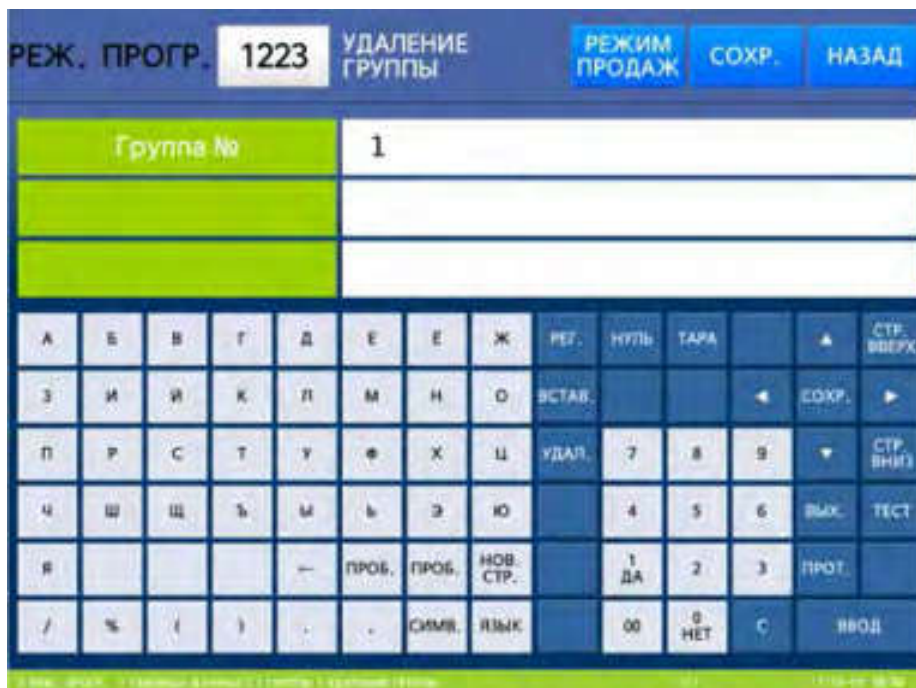 РЕЖ. ПРОГР. 1223 УДАЛЕНИЕ ГРУППЫ РЕЖИМ ПРОДАЖ СОХР. НАЗАД
Группа № 1
А Б В Г Д Е Ё Ж РЕГ. НУЛЬ ТАРА ▲ СТР. ВВЕРХ
З И Й К Л М Н О ВСТАВ. ◀ СОХР. ▶
П Р С Т У Ф Х Ц УДАЛ. 7 8 9 ▼ СТР. ВНИЗ
Ч Ш Щ Ъ Ы Ь Э Ю 4 5 6 ВЫХ. ТЕСТ
Я ← ПРОБ. ПРОБ. НОВ. СТР. 1 ДА 2 3 ПРОТ.
/ % ( ) СИМВ. ЯЗЫК 00 0 НЕТ С ВВОД